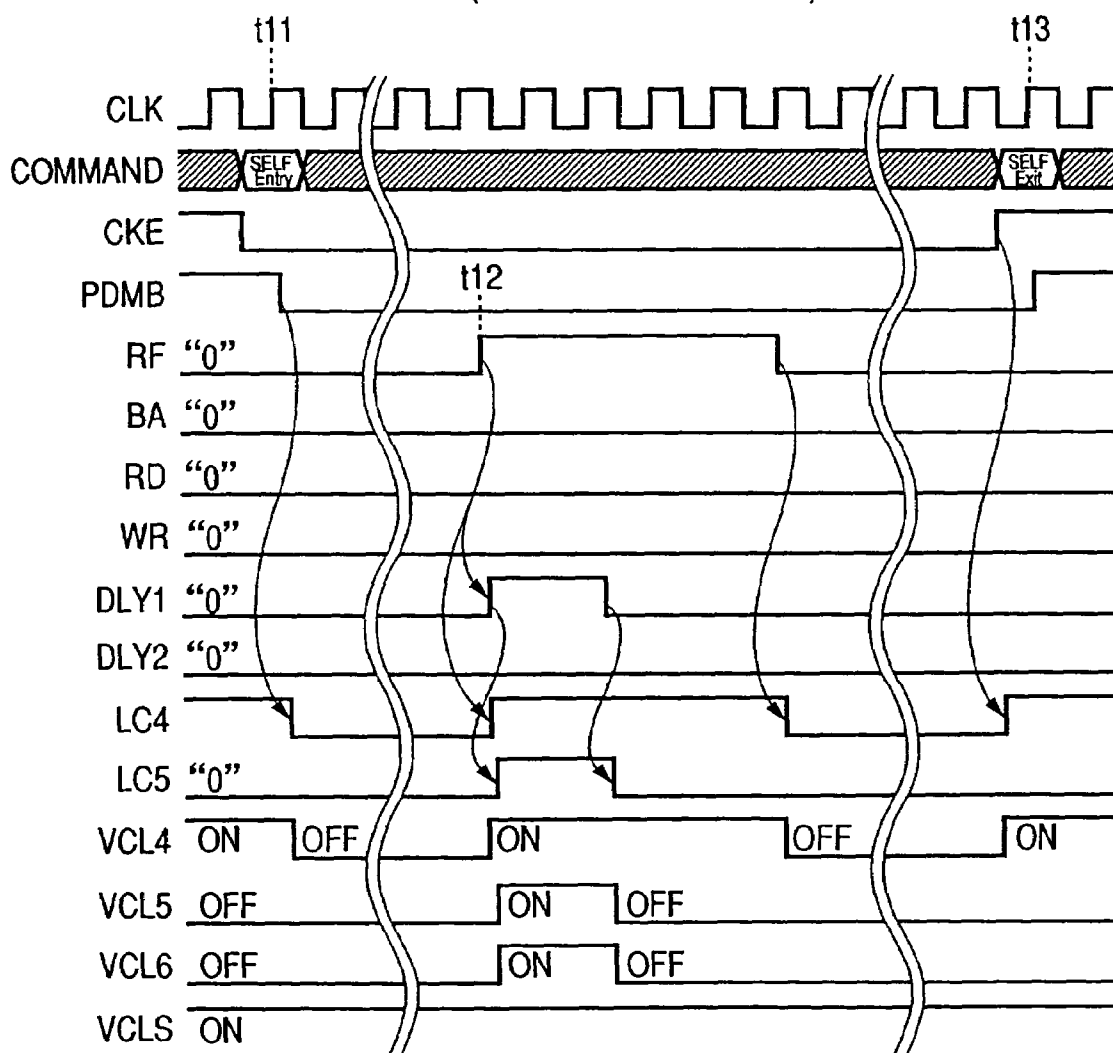 t11 t13
CLK
COMMAND SELF Entry SELF Exit
CKE
PDMB t12
RF “0”
BA “0”
RD “0”
WR “0”
DLY1 “0”
DLY2 “0”
LC4
LC5 “0”
VCL4 ON OFF ON OFF ON
VCL5 OFF ON OFF
VCL6 OFF ON OFF
VCLS ON